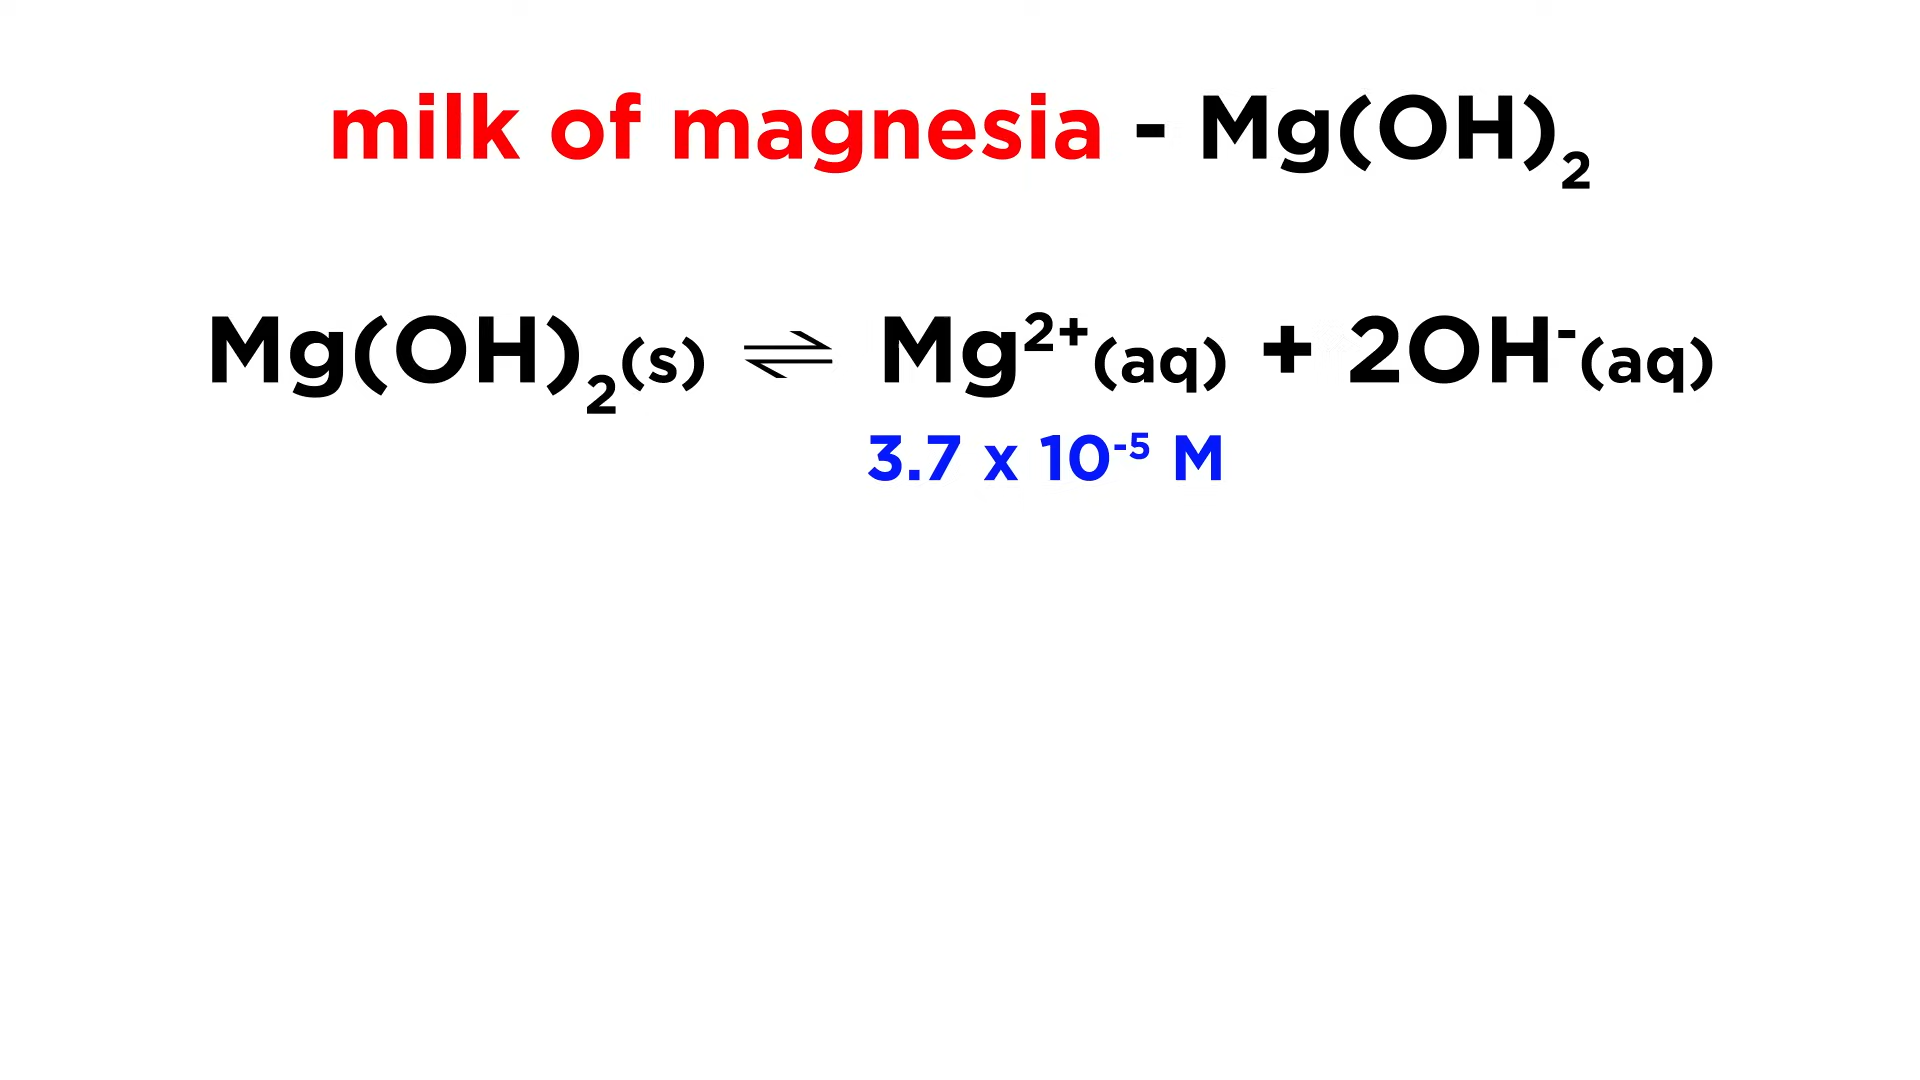 milk of magnesia - Mg(OH)₂
Mg(OH)₂(s) ⇌ Mg²⁺(aq) + 2OH⁻(aq)
3.7 x 10⁻⁵ M